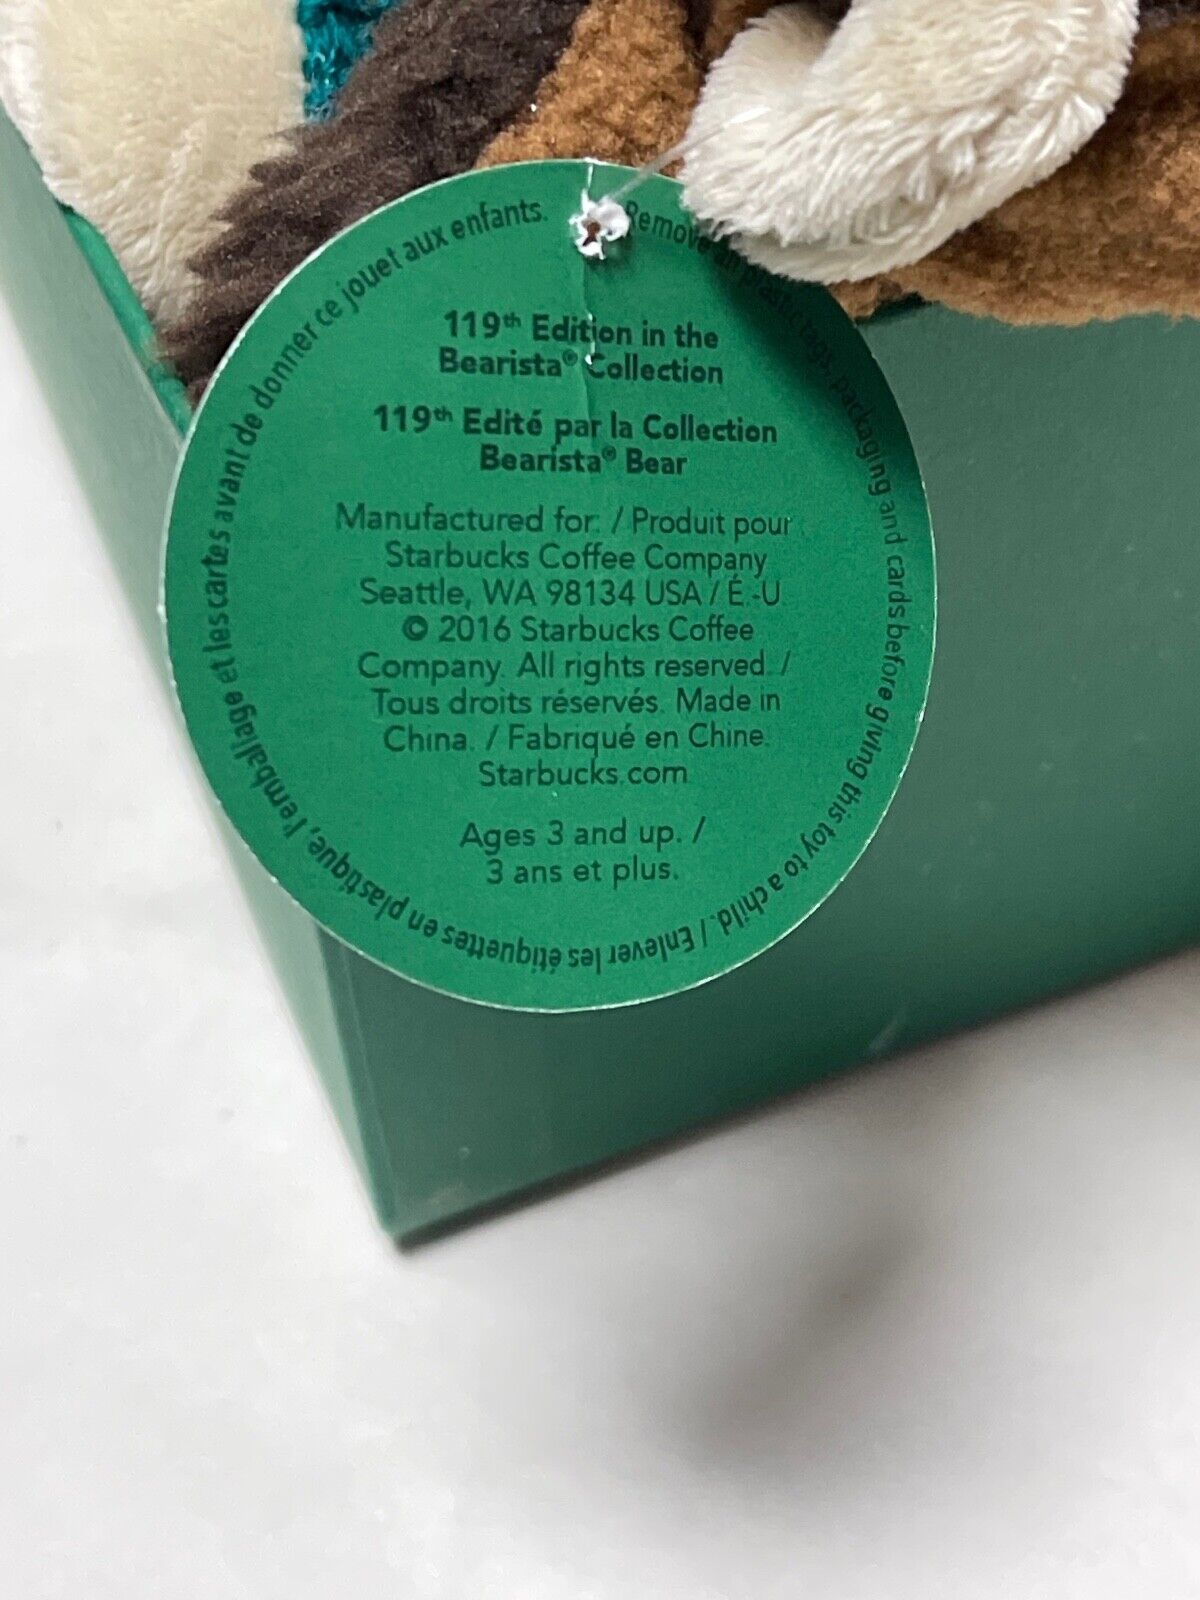 119th Edition in the
Bearista® Collection
119th Edité par la Collection
Bearista® Bear
Manufactured for: / Produit pour
Starbucks Coffee Company
Seattle, WA 98134 USA / É.-U.
© 2016 Starbucks Coffee
Company. All rights reserved. /
Tous droits réservés. Made in
China. / Fabriqué en Chine.
Starbucks.com
Ages 3 and up. /
3 ans et plus.
Remove plastic tags, packaging and cards before giving this toy to a child. / Enlever les étiquettes en plastique, l'emballage et les cartes avant de donner ce jouet aux enfants.